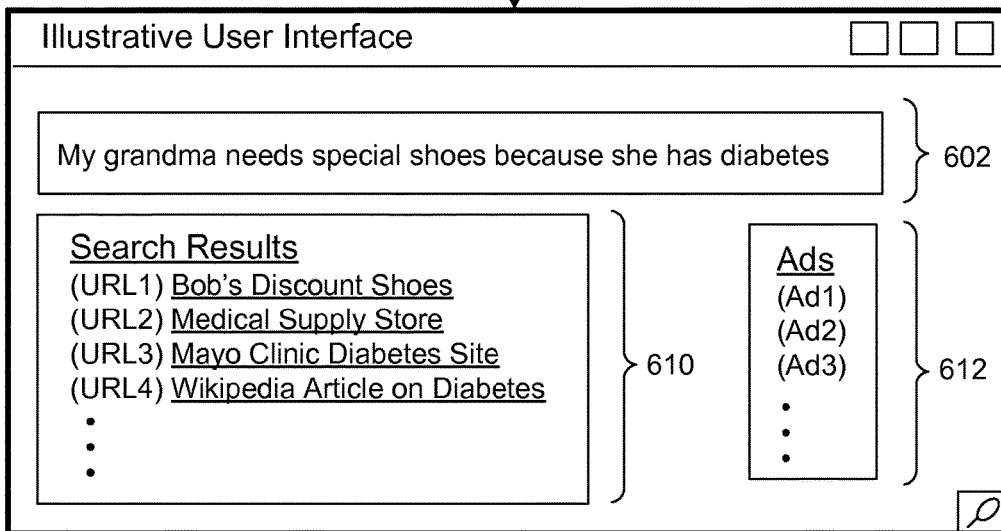 Illustrative User Interface
My grandma needs special shoes because she has diabetes
602
Search Results
(URL1) Bob's Discount Shoes
(URL2) Medical Supply Store
(URL3) Mayo Clinic Diabetes Site
(URL4) Wikipedia Article on Diabetes
610
Ads
(Ad1)
(Ad2)
(Ad3)
612